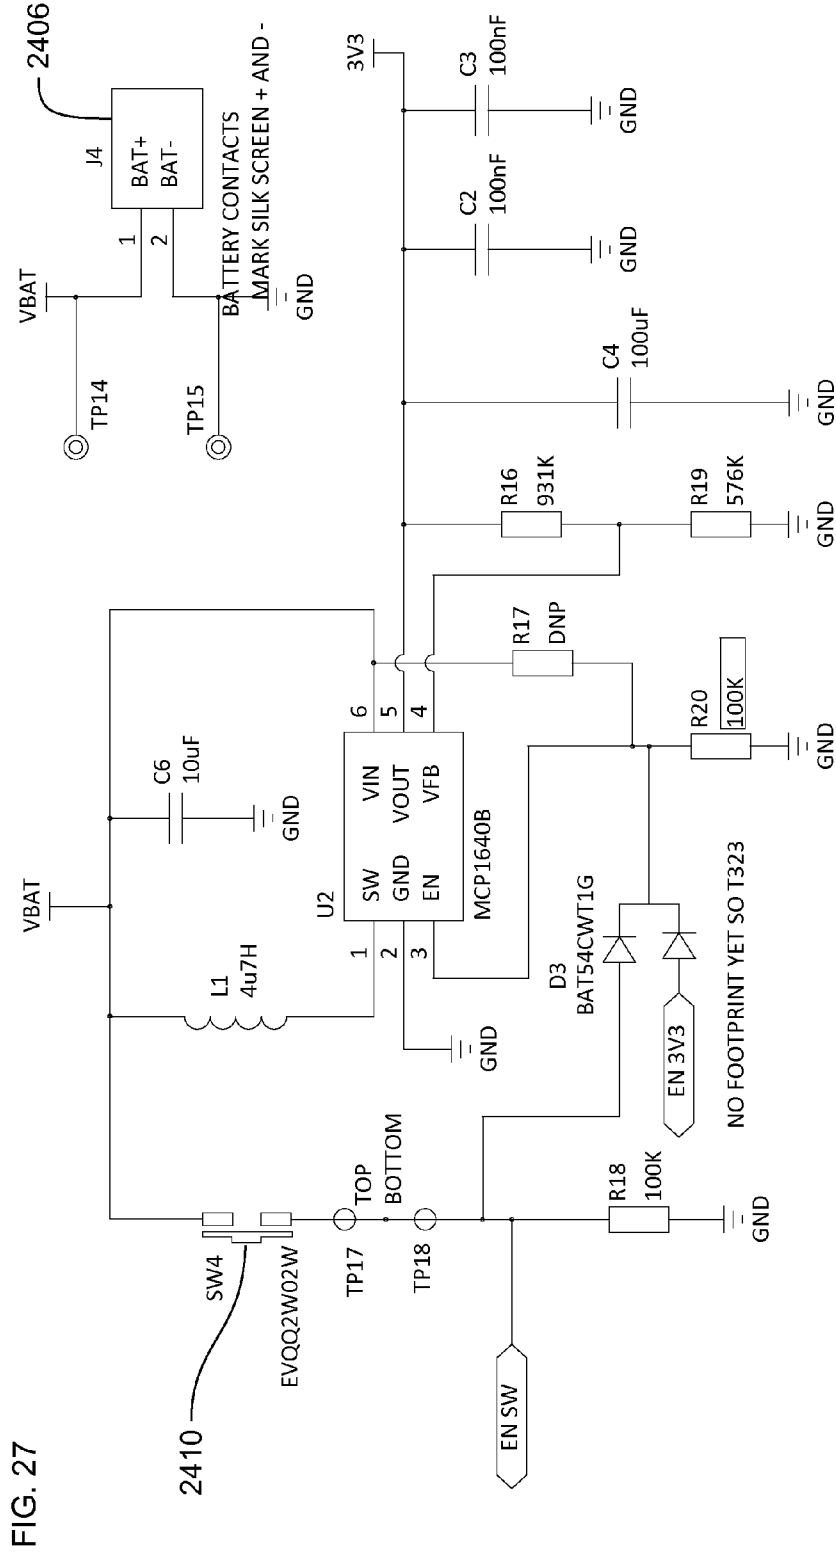 FIG. 27
2410
SW4
EVQQ2W02W
TP17
TOP
BOTTOM
TP18
EN SW
R18
100K
GND
VBAT
L1
4u7H
C6
10uF
GND
GND
U2
1
2
3
SW
GND
EN
VIN
VOUT
VFB
6
5
4
MCP1640B
D3
BAT54CWT1G
EN 3V3
NO FOOTPRINT YET SO T323
R17
DNP
R20
100K
GND
R16
931K
R19
576K
GND
C4
100uF
GND
C2
100nF
GND
C3
100nF
GND
3V3
VBAT
TP14
TP15
GND
1
2
J4
BAT+
BAT-
2406
BATTERY CONTACTS
MARK SILK SCREEN + AND -